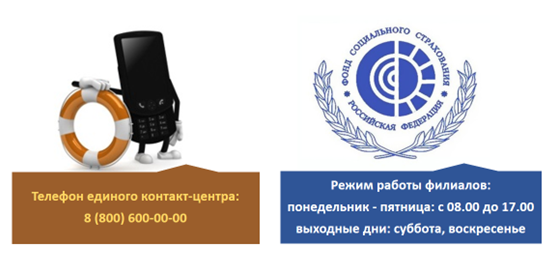 Телефон единого контакт-центра:
8 (800) 600-00-00
ФОНД СОЦИАЛЬНОГО СТРАХОВАНИЯ
РОССИЙСКАЯ ФЕДЕРАЦИЯ
Режим работы филиалов:
понедельник - пятница: с 08.00 до 17.00
выходные дни: суббота, воскресенье